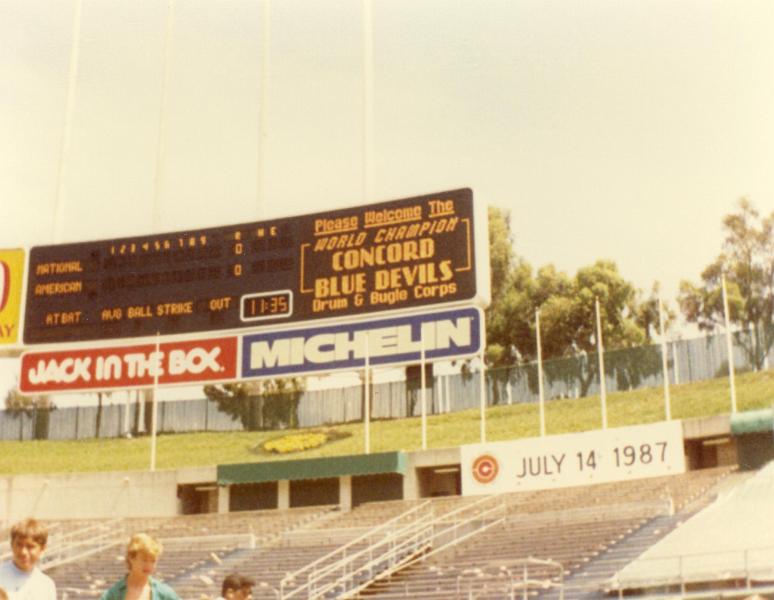 1 2 3 4 5 6 7 8 9 R H E
NATIONAL 0
AMERICAN 0
AT BAT AVG BALL STRIKE OUT 11:35
Please Welcome The
WORLD CHAMPION
CONCORD
BLUE DEVILS
Drum & Bugle Corps
JACK IN THE BOX.
MICHELIN
JULY 14 1987